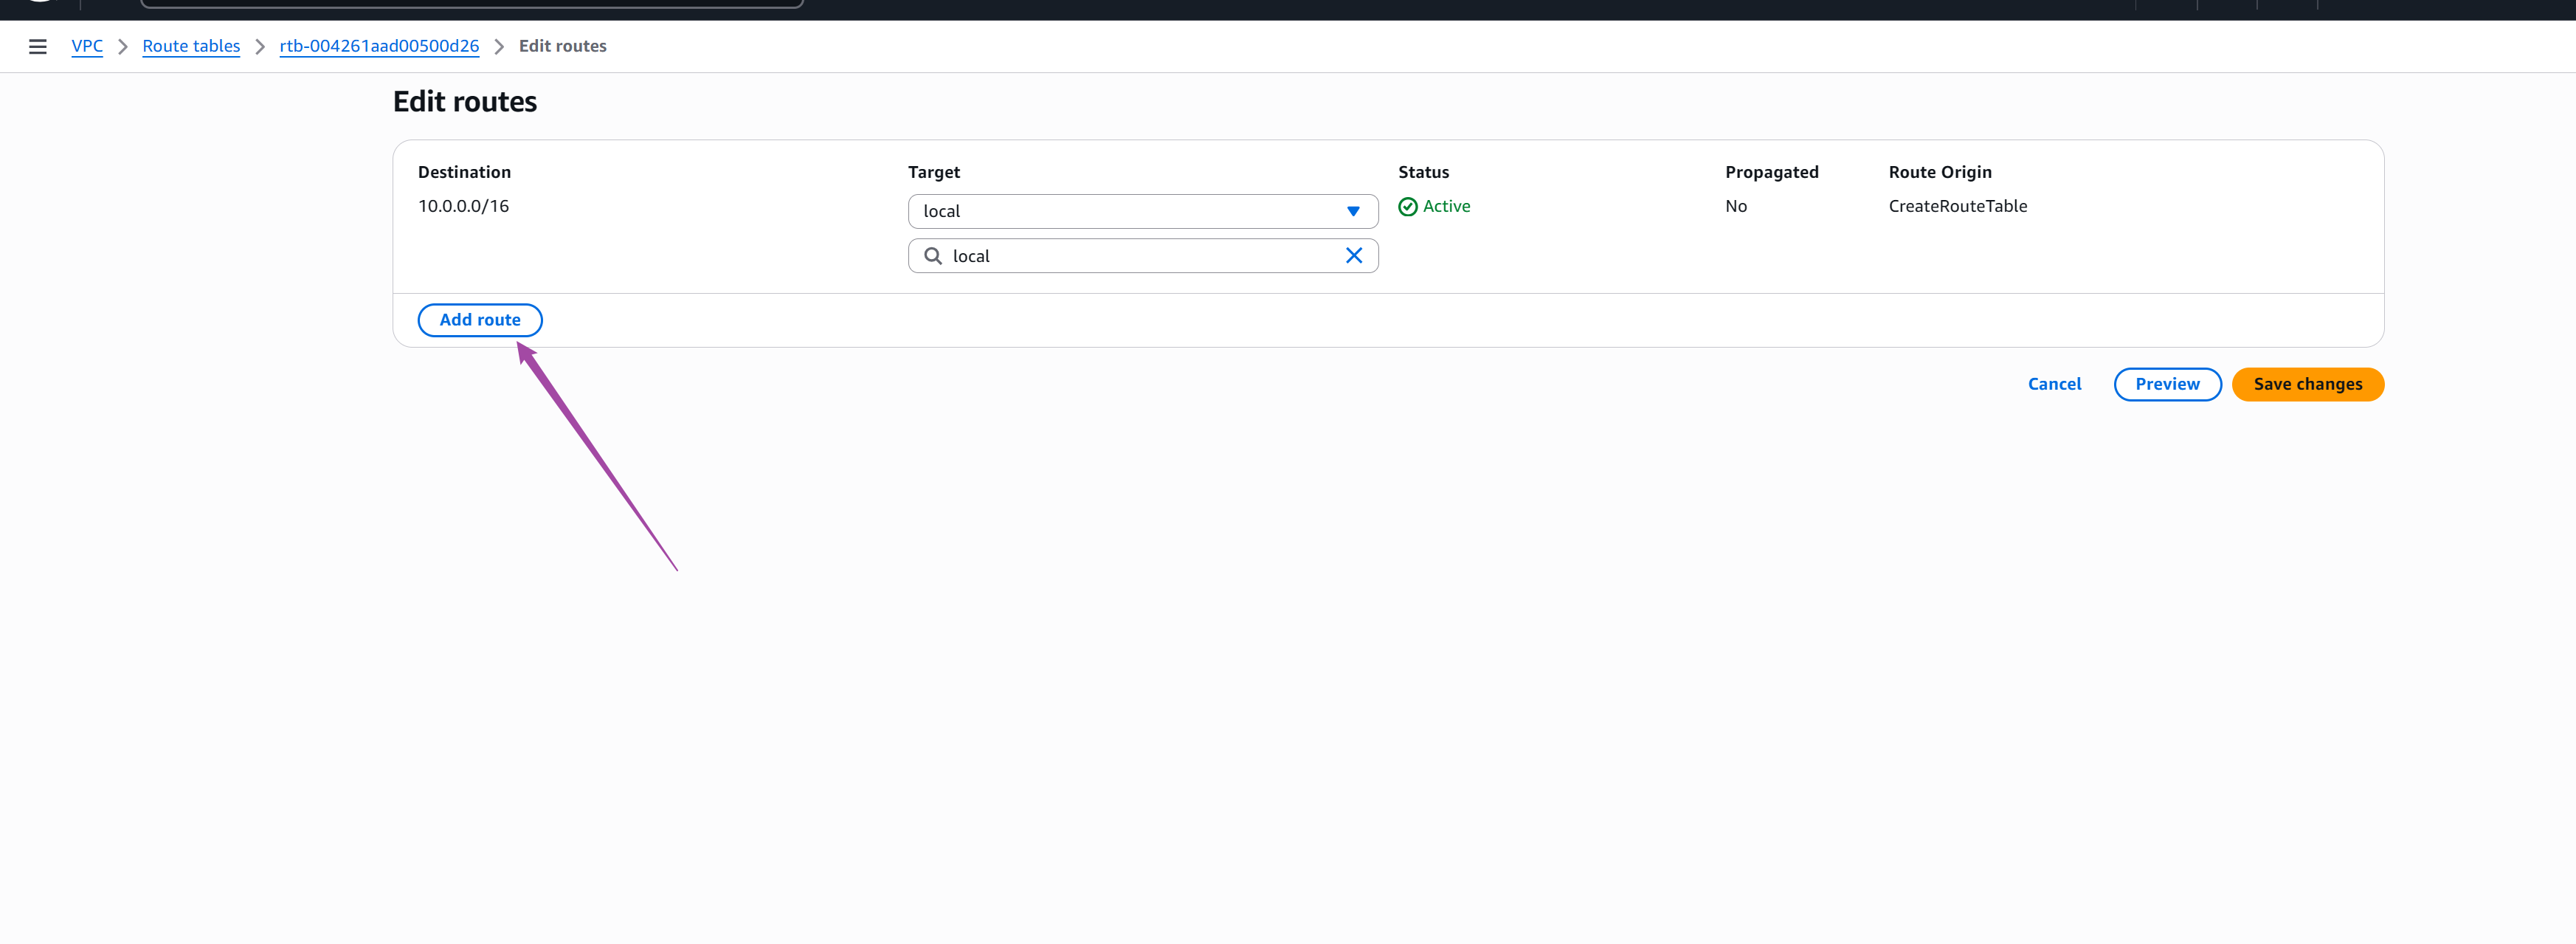 VPC > Route tables > rtb-004261aad00500d26 > Edit routes
Edit routes
Destination Target Status Propagated Route Origin
10.0.0.0/16 local Active No CreateRouteTable
local
Add route
Cancel Preview Save changes